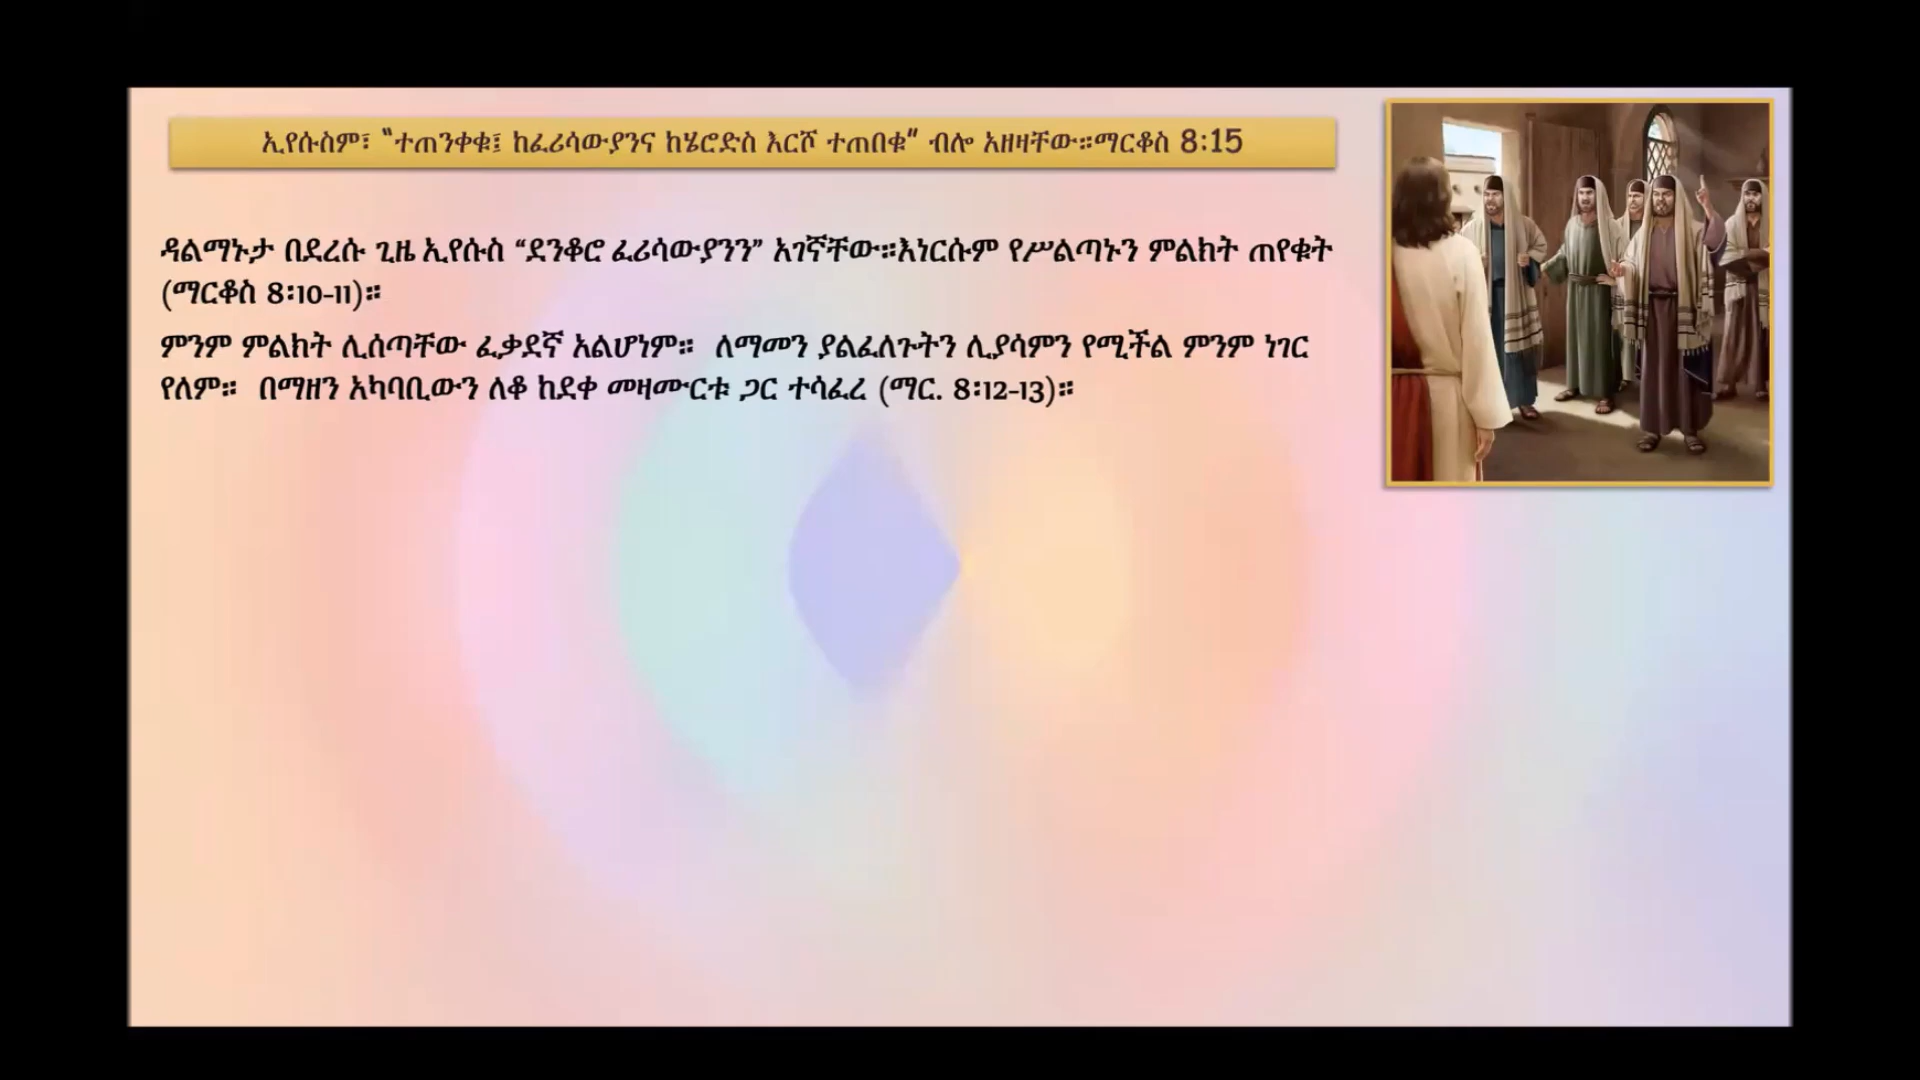 ኢየሱስም፣ "ተጠንቀቁ፤ ከፈሪሳውያንና ከሄሮድስ እርሾ ተጠበቁ" ብሎ አዘዛቸው።ማርቆስ 8:15
ዳልማኑታ በደረሱ ጊዜ ኢየሱስ “ደንቆሮ ፈሪሳውያንን” አገኛቸው።እነርሱም የሥልጣኑን ምልክት ጠየቁት
(ማርቆስ 8፡10-11)።
ምንም ምልክት ሊሰጣቸው ፈቃደኛ አልሆነም። ለማመን ያልፈለጉትን ሊያሳምን የሚችል ምንም ነገር
የለም። በማዘን አካባቢውን ለቆ ከደቀ መዛሙርቱ ጋር ተሳፈረ (ማር. 8፡12-13)።